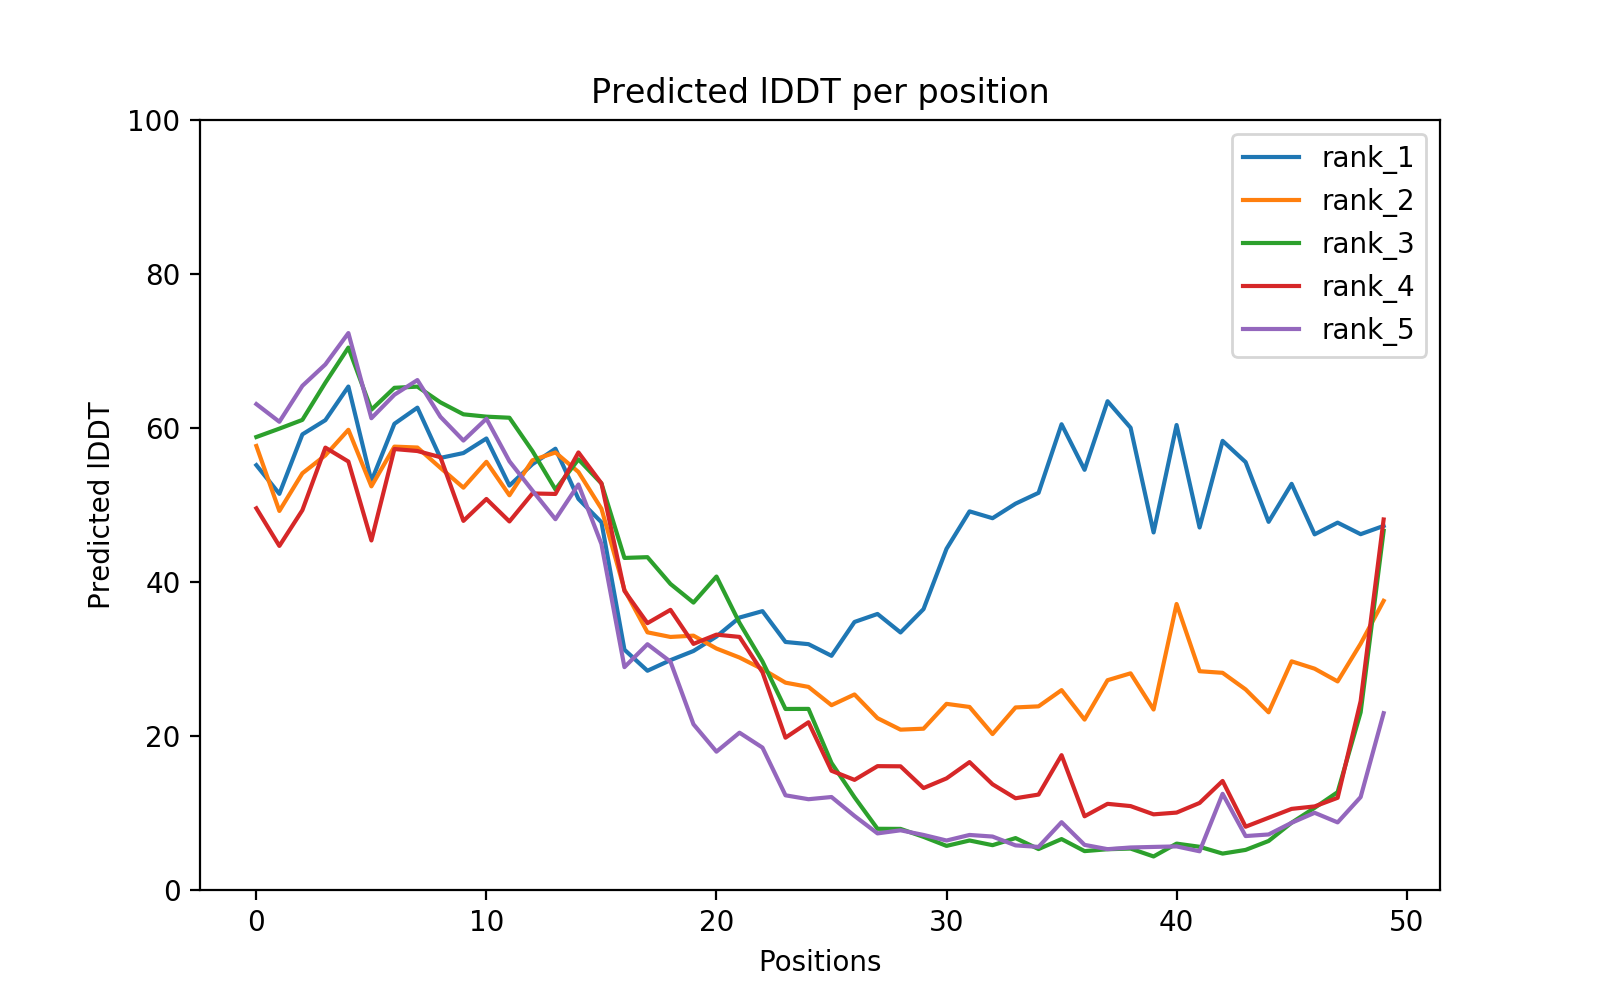 Predicted lDDT per position
100
80
60
40
20
0
Predicted lDDT
0 10 20 30 40 50
Positions
rank_1
rank_2
rank_3
rank_4
rank_5